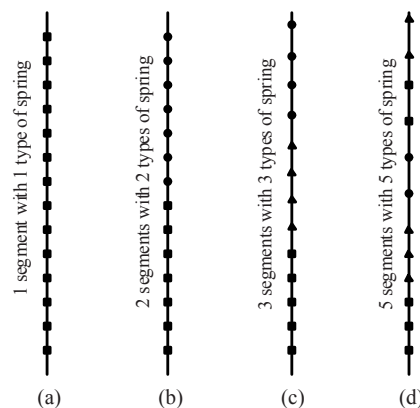 1 segment with 1 type of spring
2 segments with 2 types of spring
3 segments with 3 types of spring
5 segments with 5 types of spring
(a)
(b)
(c)
(d)